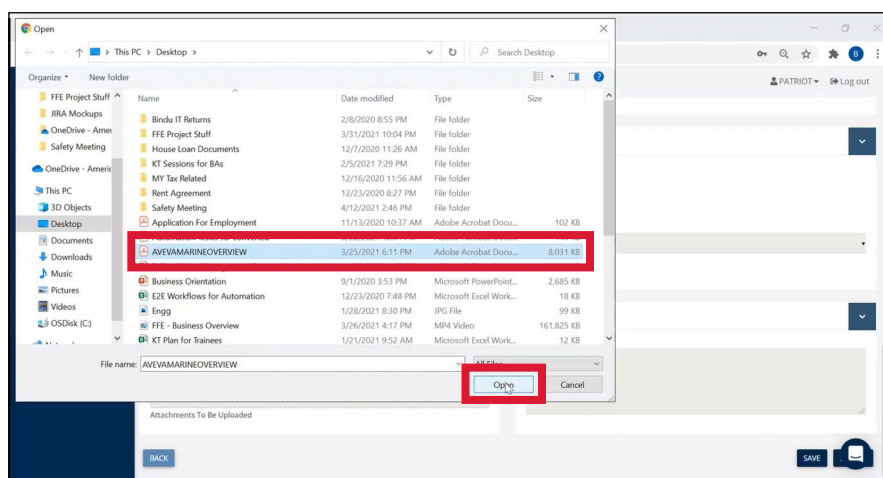 Open
This PC > Desktop >
Search Desktop
Organize
New folder
PATRIOT
Log out
B
FFE Project Stuff
JIRA Mockups
OneDrive - Amer
Safety Meeting
OneDrive - Americ
This PC
3D Objects
Desktop
Documents
Downloads
Music
Pictures
Videos
OSDisk (C:)
Name Date modified Type Size
Bindu IT Returns 2/8/2020 8:55 PM File folder
FFE Project Stuff 3/31/2021 10:04 PM File folder
House Loan Documents 12/7/2020 11:26 AM File folder
KT Sessions for BAs 2/5/2021 7:29 PM File folder
MY Tax Related 12/16/2020 11:56 AM File folder
Rent Agreement 12/23/2020 8:27 PM File folder
Safety Meeting 4/12/2021 2:46 PM File folder
Application For Employment 11/13/2020 10:37 AM Adobe Acrobat Docu... 102 KB
AVEVAMARINEOVERVIEW 3/25/2021 6:11 PM Adobe Acrobat Docu... 8,031 KB
Business Orientation 9/1/2020 3:53 PM Microsoft PowerPoint... 2,685 KB
E2E Workflows for Automation 12/23/2020 7:48 PM Microsoft Excel Work... 18 KB
Engg 1/28/2021 8:30 PM JPG File 99 KB
FFE - Business Overview 3/26/2021 4:17 PM MP4 Video 161,825 KB
KT Plan for Trainees 1/21/2021 9:52 AM Microsoft Excel Work... 12 KB
File name: AVEVAMARINEOVERVIEW
Open
Cancel
Attachments To Be Uploaded
BACK
SAVE